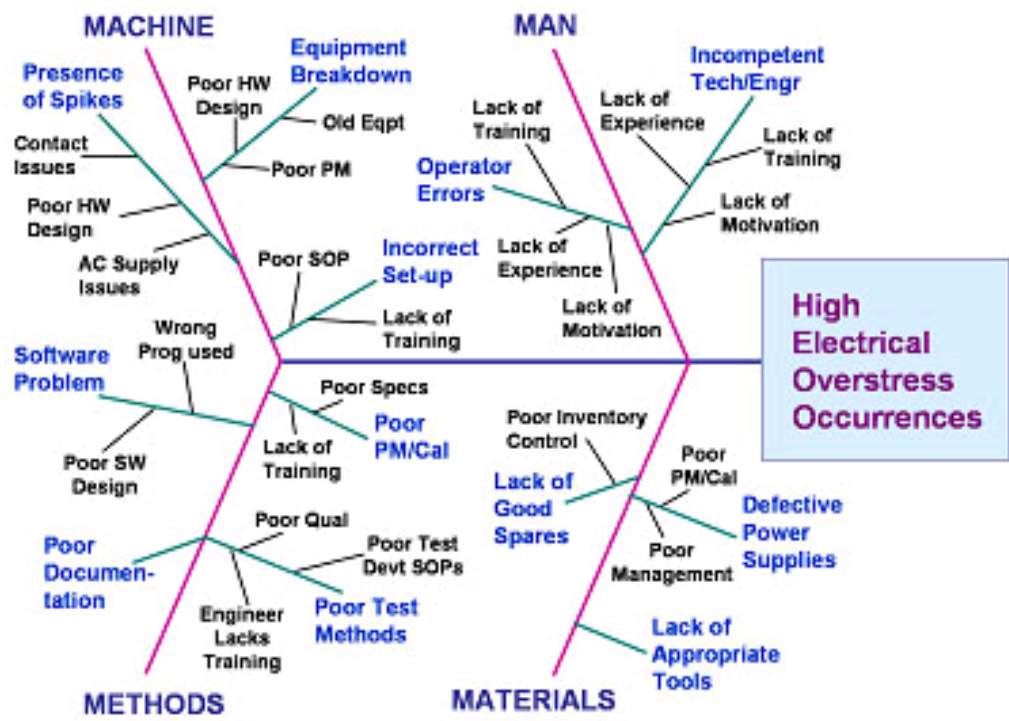 MACHINE
MAN
Presence
of Spikes
Equipment
Breakdown
Poor HW
Design
Old Eqpt
Poor PM
Contact
Issues
Poor HW
Design
AC Supply
Issues
Poor SOP
Incorrect
Set-up
Lack of
Training
Lack of
Training
Operator
Errors
Lack of
Experience
Lack of
Motivation
Incompetent
Tech/Engr
Lack of
Experience
Lack of
Training
Lack of
Motivation
High
Electrical
Overstress
Occurrences
Software
Problem
Wrong
Prog used
Poor SW
Design
Poor Specs
Lack of
Training
Poor
PM/Cal
Poor
Documen-
tation
Poor Qual
Poor Test
Devt SOPs
Engineer
Lacks
Training
Poor Test
Methods
Poor Inventory
Control
Lack of
Good
Spares
Poor
PM/Cal
Poor
Management
Defective
Power
Supplies
Lack of
Appropriate
Tools
METHODS
MATERIALS